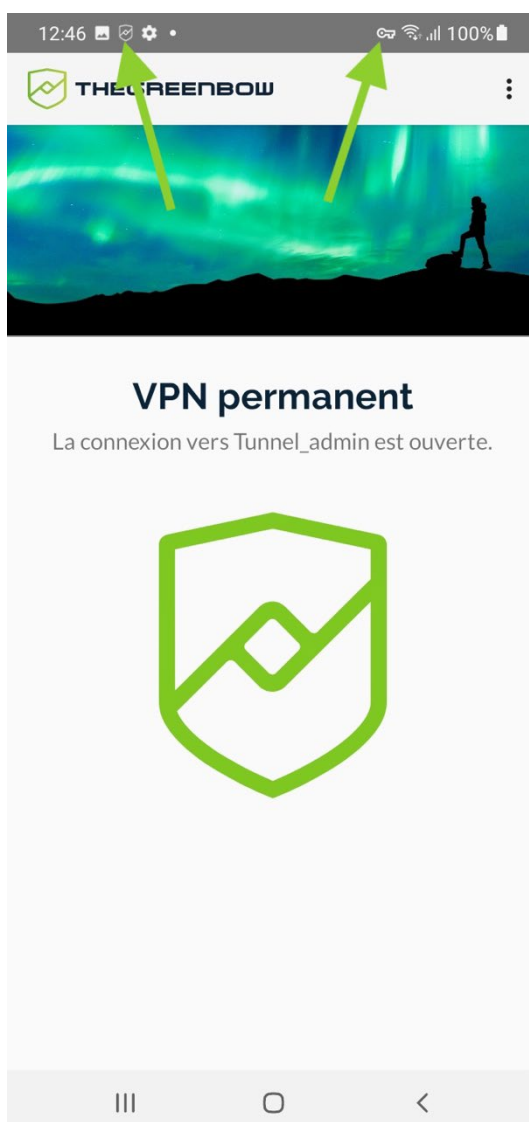 12:46 100%
THEGREENBOW
VPN permanent
La connexion vers Tunnel_admin est ouverte.